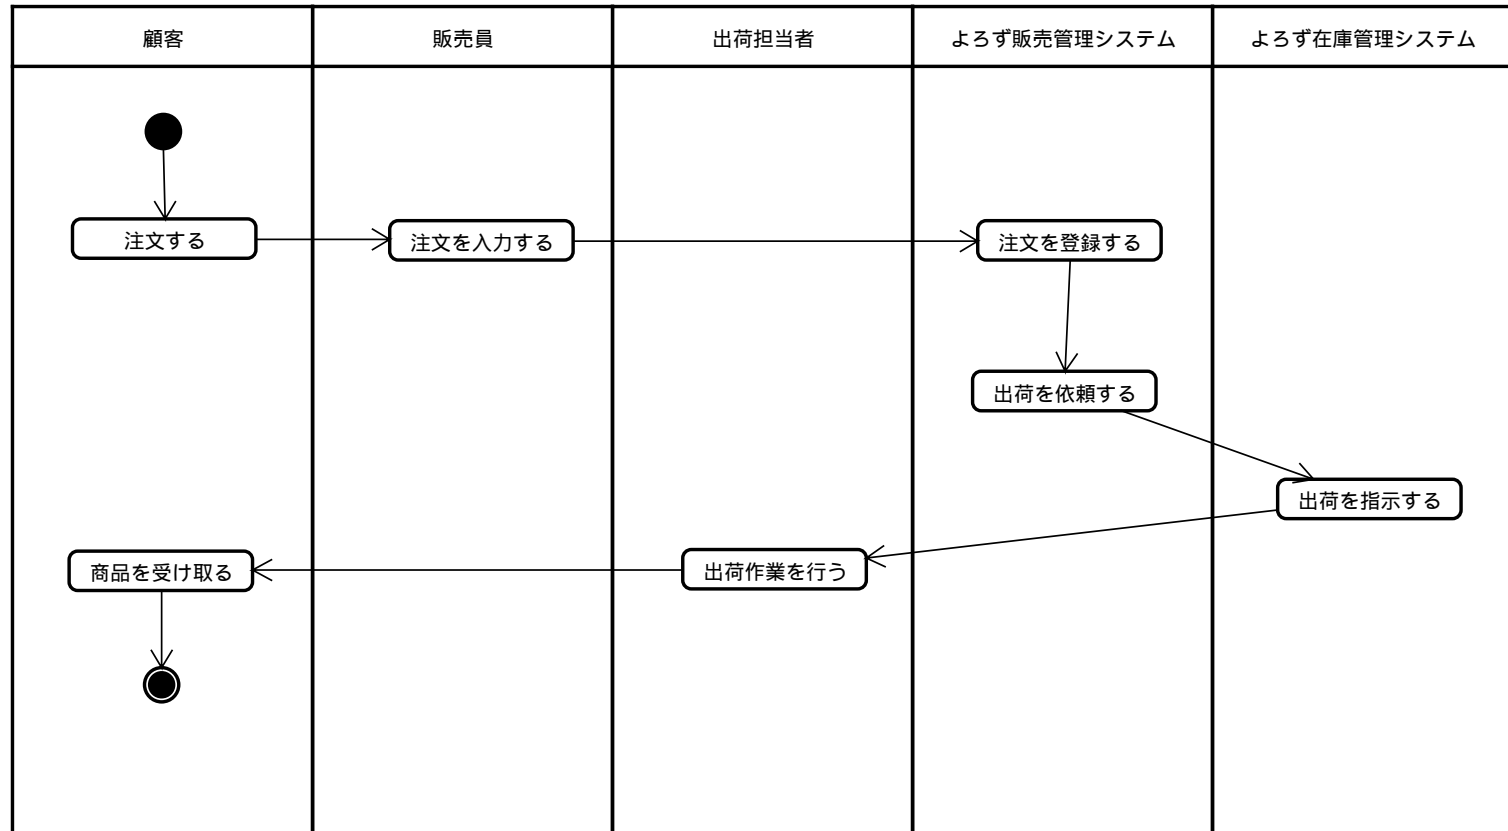 顧客
販売員
出荷担当者
よろず販売管理システム
よろず在庫管理システム
注文する
注文を入力する
注文を登録する
出荷を依頼する
出荷を指示する
商品を受け取る
出荷作業を行う